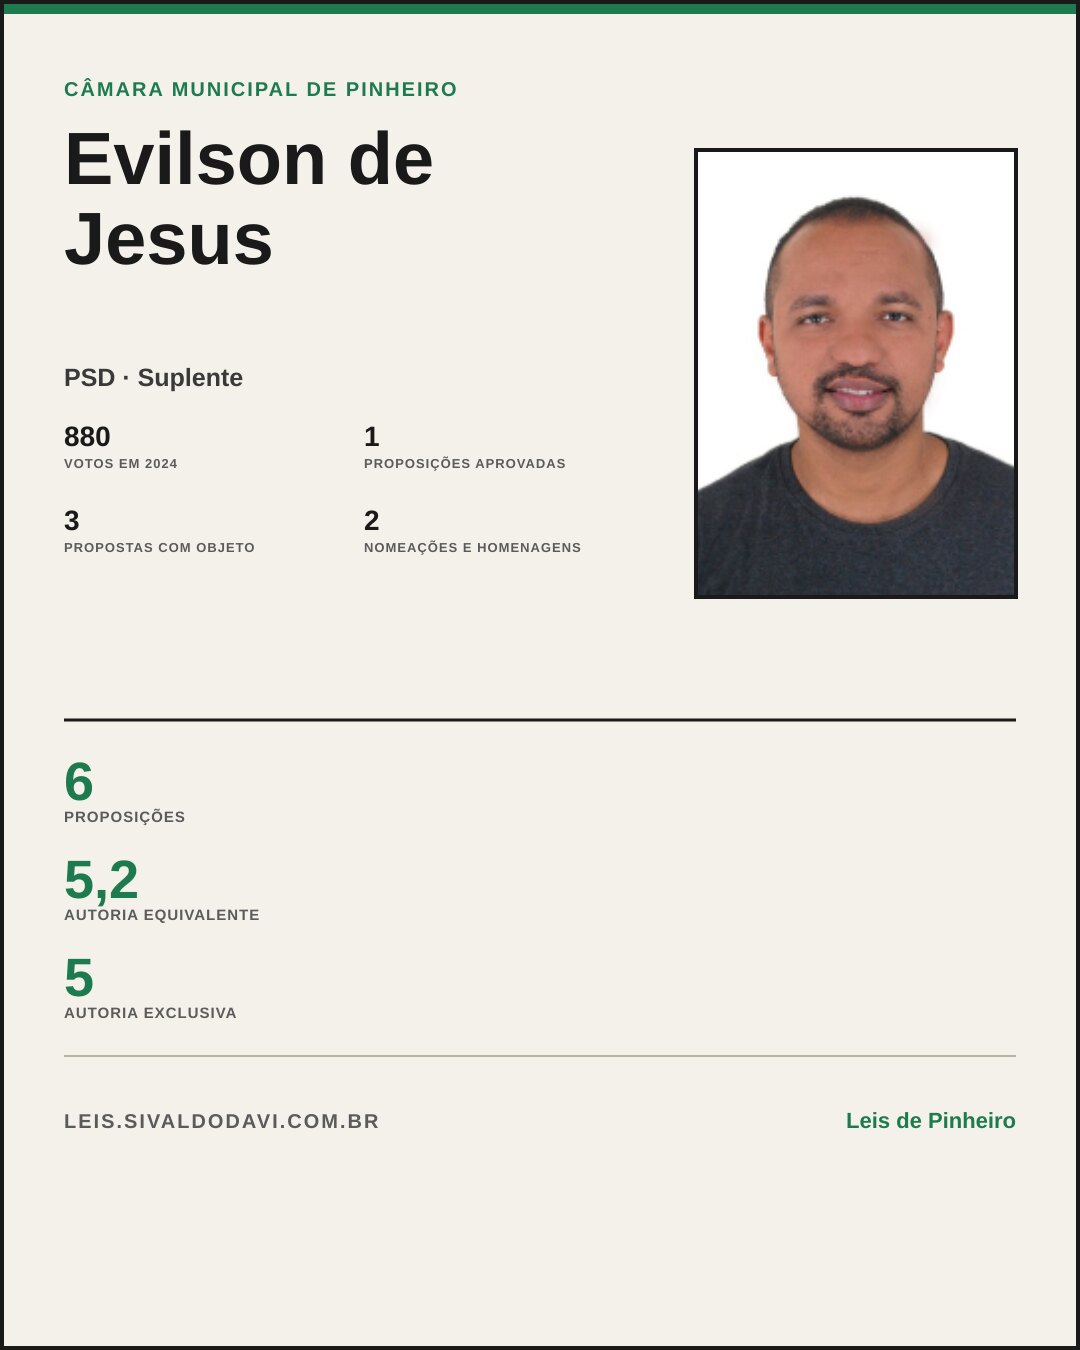 CÂMARA MUNICIPAL DE PINHEIRO
Evilson de
Jesus
PSD · Suplente
880
VOTOS EM 2024
1
PROPOSIÇÕES APROVADAS
3
PROPOSTAS COM OBJETO
2
NOMEAÇÕES E HOMENAGENS
6
PROPOSIÇÕES
5,2
AUTORIA EQUIVALENTE
5
AUTORIA EXCLUSIVA
LEIS.SIVALDODAVI.COM.BR
Leis de Pinheiro